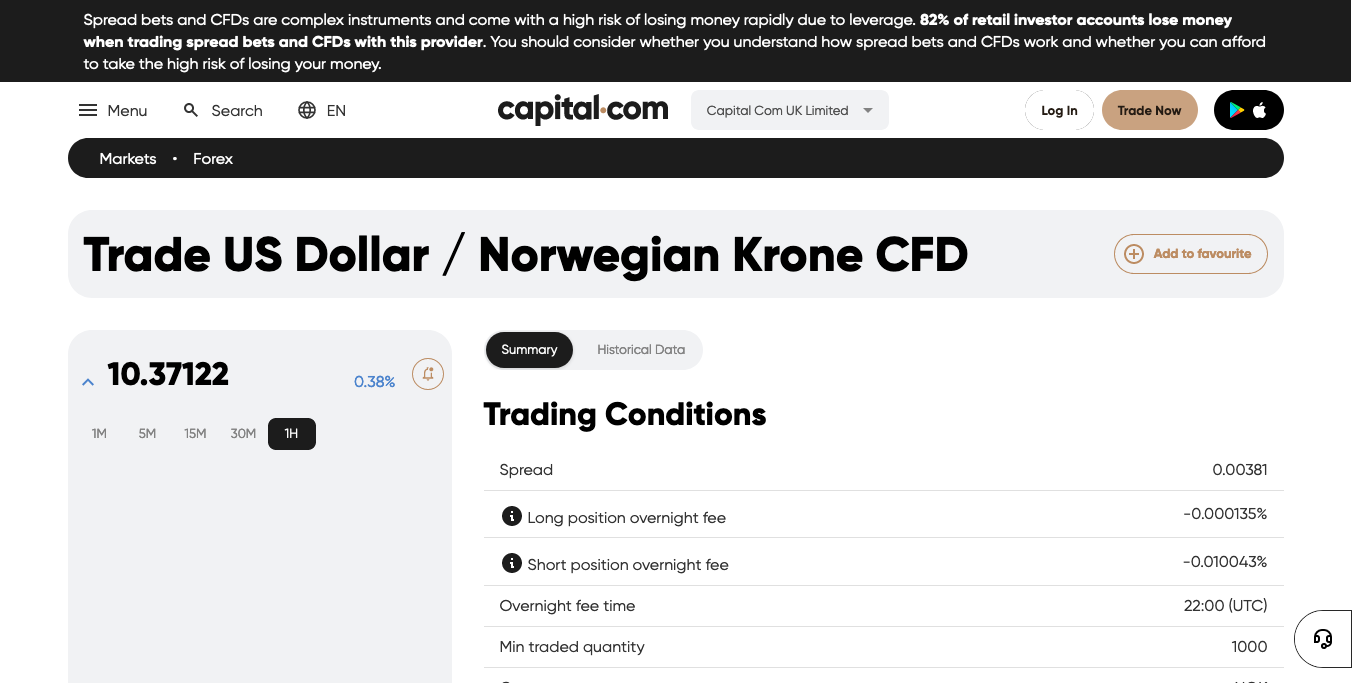 Spread bets and CFDs are complex instruments and come with a high risk of losing money rapidly due to leverage. 82% of retail investor accounts lose money
when trading spread bets and CFDs with this provider. You should consider whether you understand how spread bets and CFDs work and whether you can afford
to take the high risk of losing your money.
Menu Search EN capital.com Capital Com UK Limited Log In Trade Now
Markets • Forex
Trade US Dollar / Norwegian Krone CFD Add to favourite
10.37122 0.38%
1M 5M 15M 30M 1H
Summary Historical Data
Trading Conditions
Spread 0.00381
Long position overnight fee -0.000135%
Short position overnight fee -0.010043%
Overnight fee time 22:00 (UTC)
Min traded quantity 1000